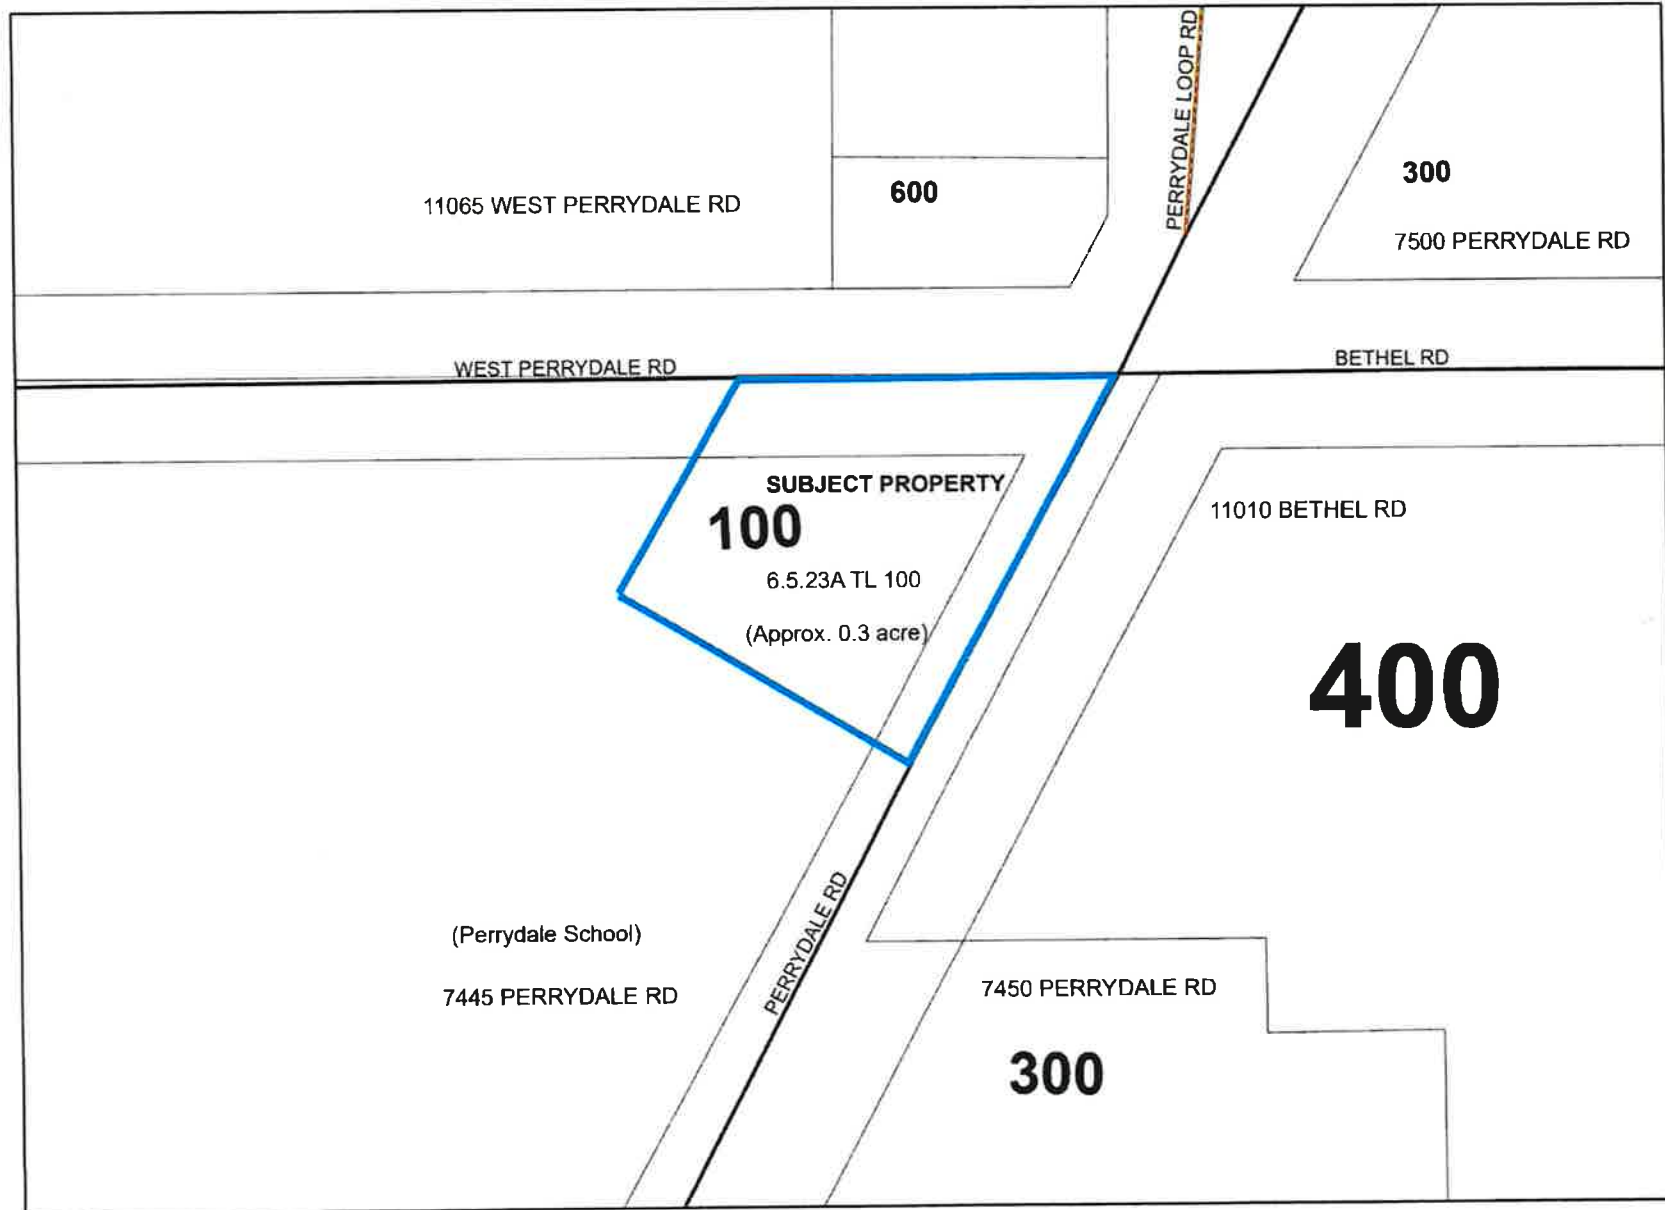 PERRYDALE LOOP RD
11065 WEST PERRYDALE RD
600
300
7500 PERRYDALE RD
WEST PERRYDALE RD
BETHEL RD
SUBJECT PROPERTY
100
6.5.23A TL 100
(Approx. 0.3 acre)
11010 BETHEL RD
400
(Perrydale School)
7445 PERRYDALE RD
PERRYDALE RD
7450 PERRYDALE RD
300